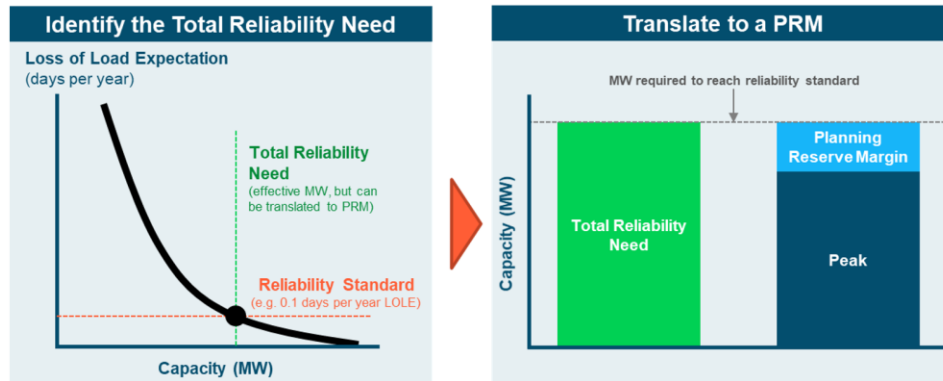 Identify the Total Reliability Need
Loss of Load Expectation
(days per year)
Total Reliability
Need
(effective MW, but can
be translated to PRM)
Reliability Standard
(e.g. 0.1 days per year LOLE)
Capacity (MW)
Translate to a PRM
MW required to reach reliability standard
Capacity (MW)
Total Reliability
Need
Planning
Reserve Margin
Peak